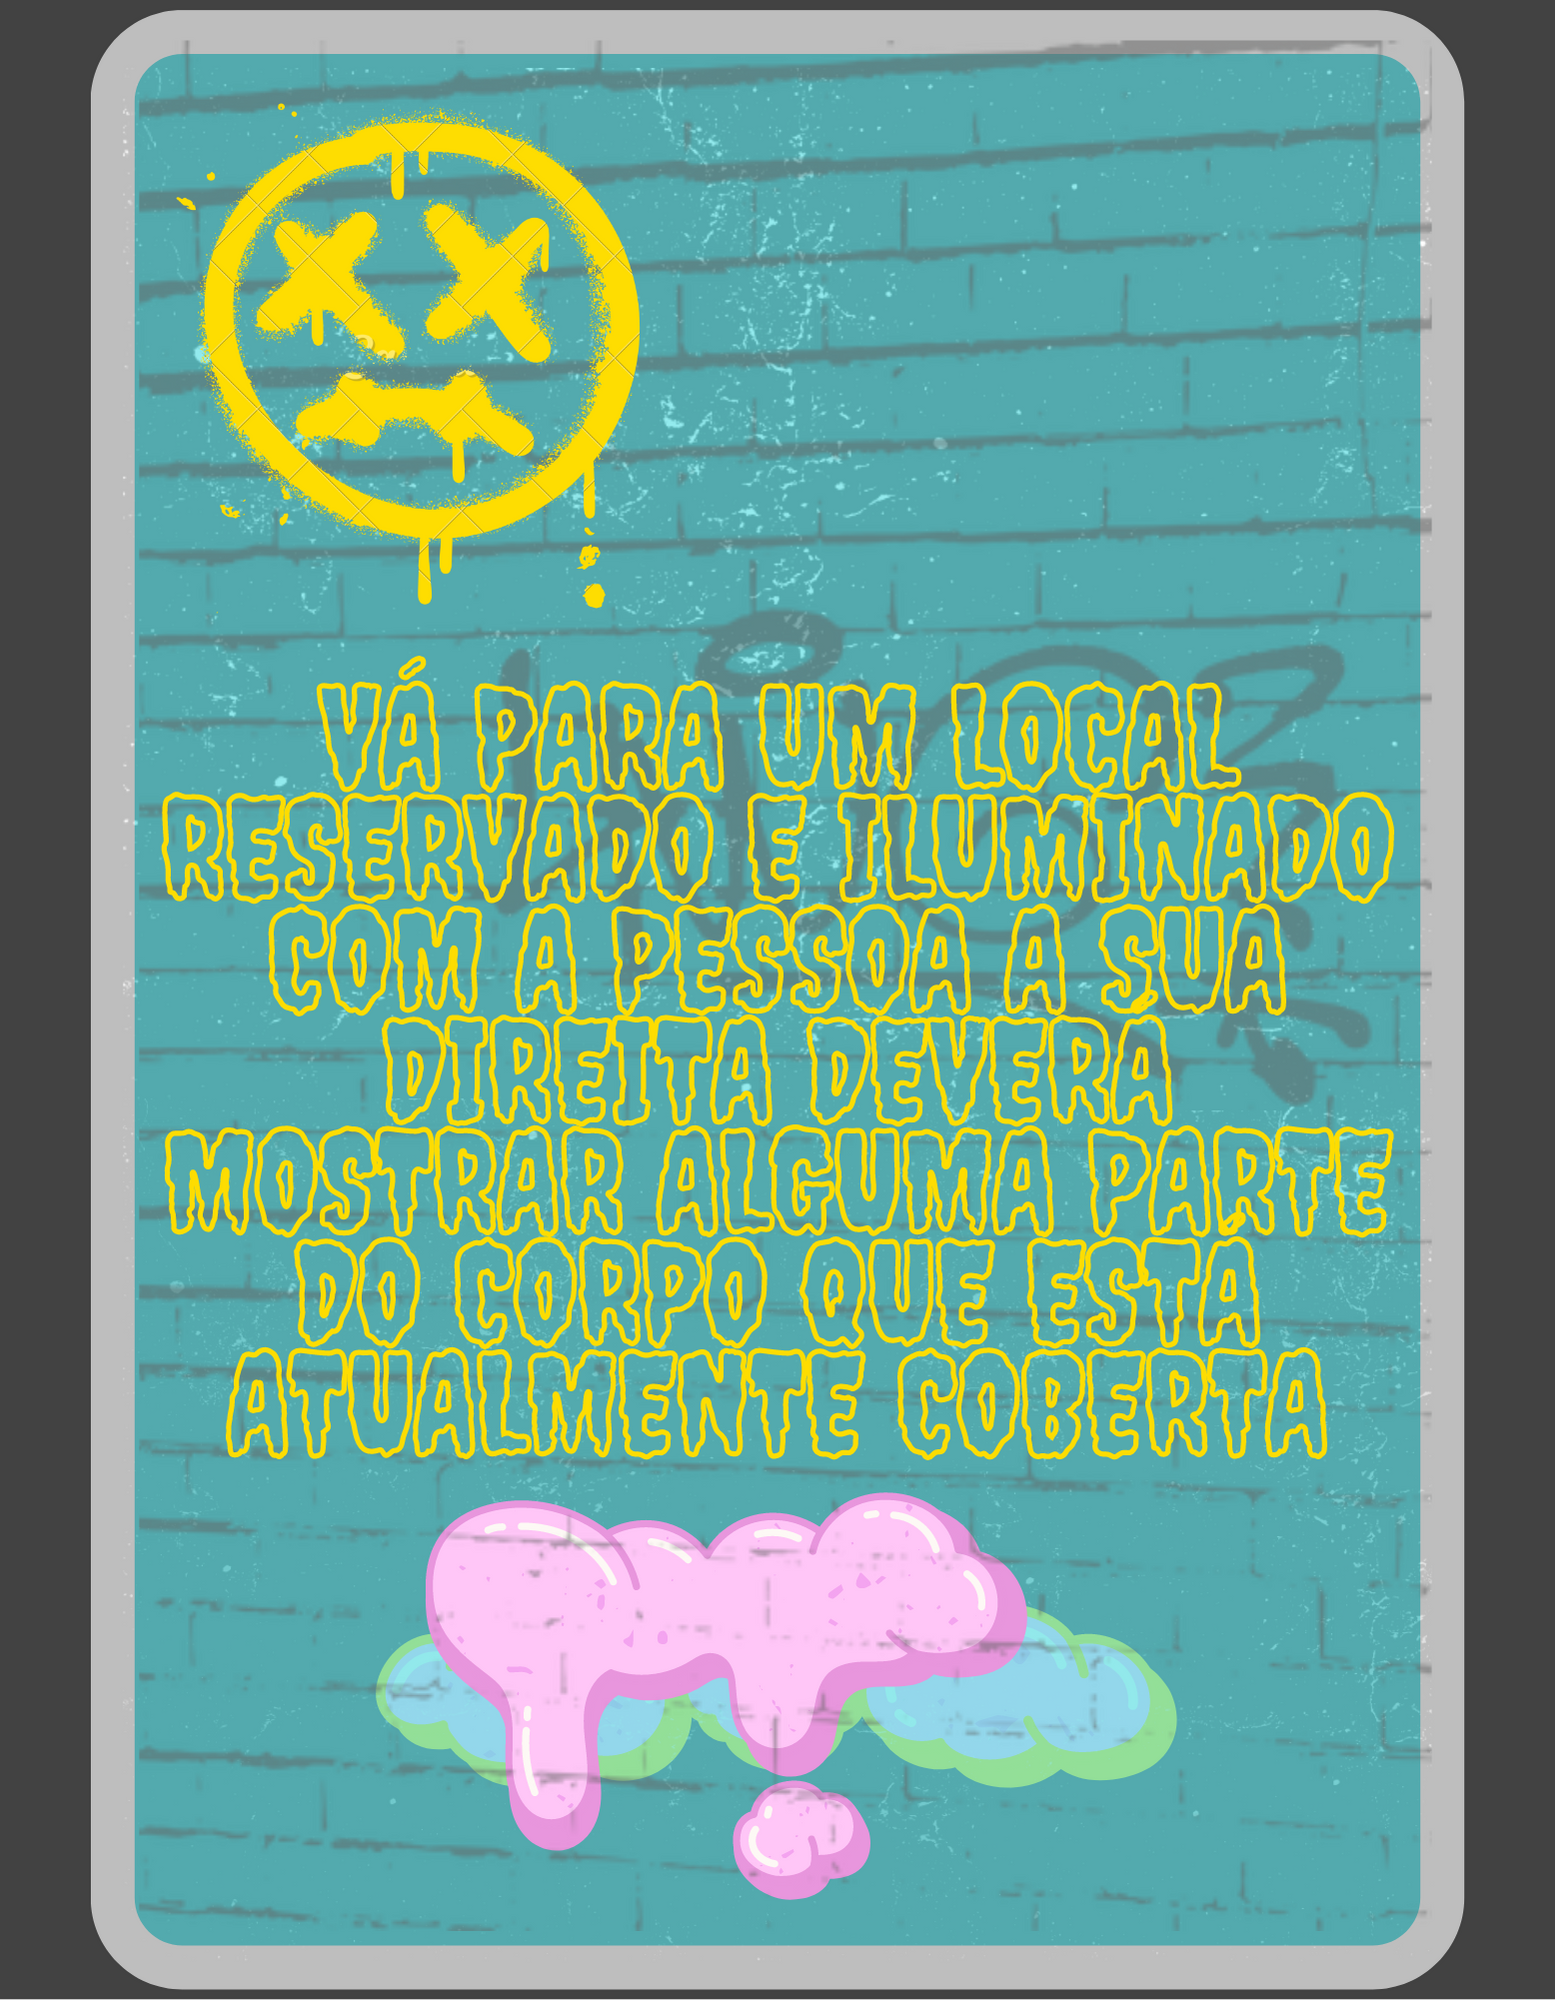 VÁ PARA UM LOCAL
RESERVADO E ILUMINADO
COM A PESSOA A SUA
DIREITA DEVERÁ
MOSTRAR ALGUMA PARTE
DO CORPO QUE ESTÁ
ATUALMENTE COBERTA